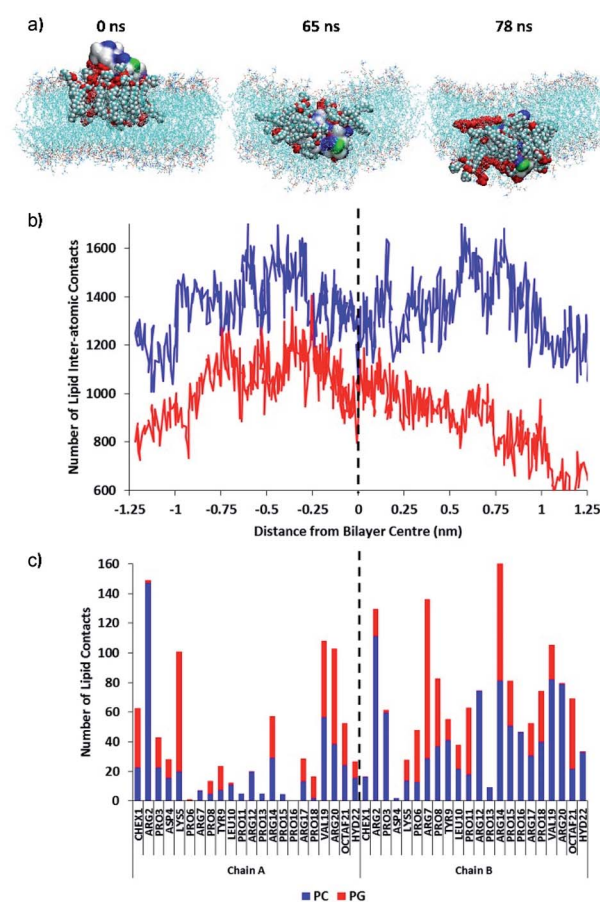 a) 0 ns 65 ns 78 ns
b)
Number of Lipid Inter-atomic Contacts
1600
1400
1200
1000
800
600
-1.25 -1 -0.75 -0.5 -0.25 0 0.25 0.5 0.75 1 1.25
Distance from Bilayer Centre (nm)
c)
Number of Lipid Contacts
160
140
120
100
80
60
40
20
0
CHEX1 ARG2 PRO3 ASP4 LYS5 PRO6 ARG7 PRO8 TYR9 LEU10 PRO11 ARG12 PRO13 ARG14 PRO15 PRO16 ARG17 PRO18 VAL19 ARG20 OCTAF21 HYD22 CHEX1 ARG2 PRO3 ASP4 LYS5 PRO6 ARG7 PRO8 TYR9 LEU10 PRO11 ARG12 PRO13 ARG14 PRO15 PRO16 ARG17 PRO18 VAL19 ARG20 OCTAF21 HYD22
Chain A Chain B
PC PG